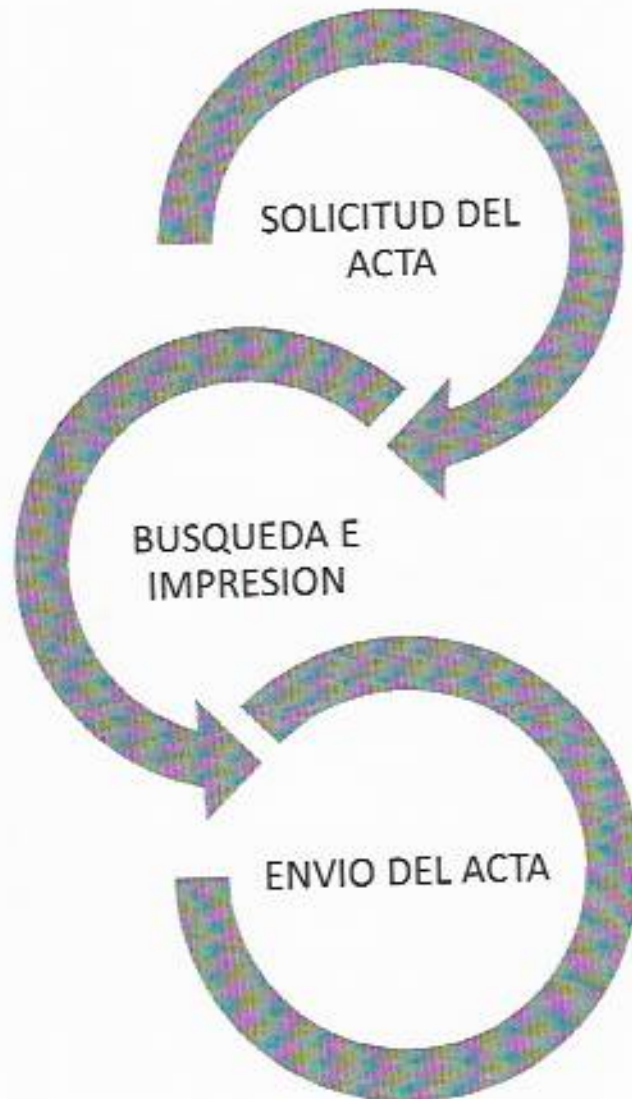 SOLICITUD DEL
ACTA
BUSQUEDA E
IMPRESION
ENVIO DEL ACTA